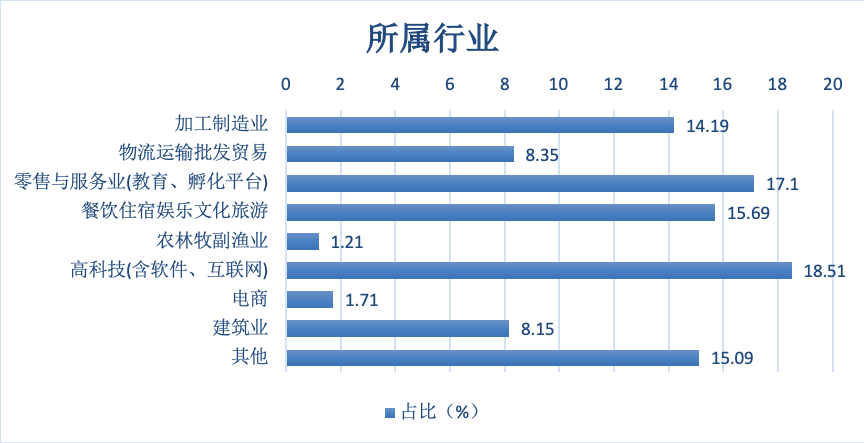 所属行业
0 2 4 6 8 10 12 14 16 18 20
加工制造业 14.19
物流运输批发贸易 8.35
零售与服务业(教育、孵化平台) 17.1
餐饮住宿娱乐文化旅游 15.69
农林牧副渔业 1.21
高科技(含软件、互联网) 18.51
电商 1.71
建筑业 8.15
其他 15.09
占比（%）